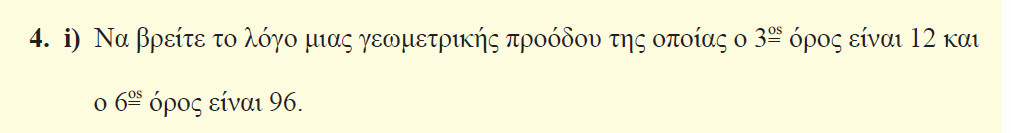 4. i) Να βρείτε το λόγο μιας γεωμετρικής προόδου της οποίας ο 3ος όρος είναι 12 και
ο 6ος όρος είναι 96.